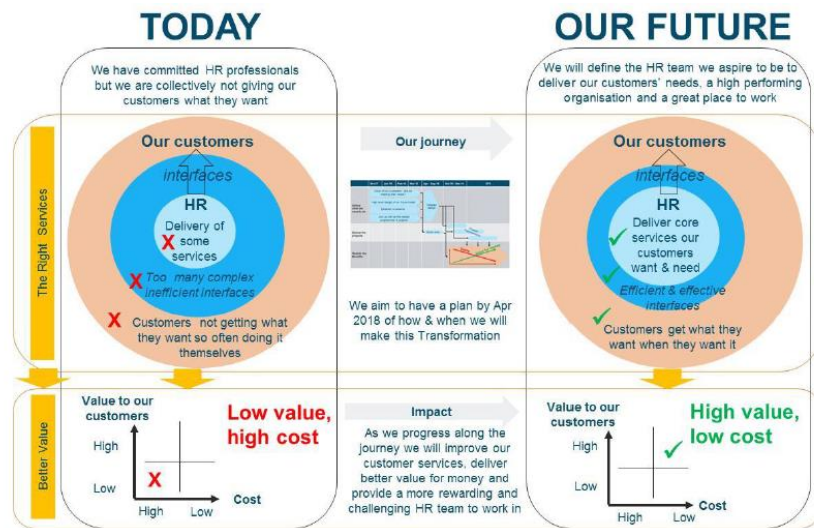 TODAY
OUR FUTURE
We have committed HR professionals
but we are collectively not giving our
customers what they want
We will define the HR team we aspire to be to
deliver our customers' needs, a high performing
organisation and a great place to work
The Right Services
Our customers
interfaces
HR
Delivery of
some
services
Too many complex
inefficient interfaces
Customers not getting what
they want so often doing it
themselves
Our journey
We aim to have a plan by Apr
2018 of how & when we will
make this Transformation
Our customers
interfaces
HR
Deliver core
services our
customers
want & need
Efficient & effective
interfaces
Customers get what they
want when they want it
Better Value
Value to our
customers
High
Low
High
Low
Cost
Low value,
high cost
Impact
As we progress along the
journey we will improve our
customer services, deliver
better value for money and
provide a more rewarding and
challenging HR team to work in
Value to our
customers
High
Low
High
Low
Cost
High value,
low cost